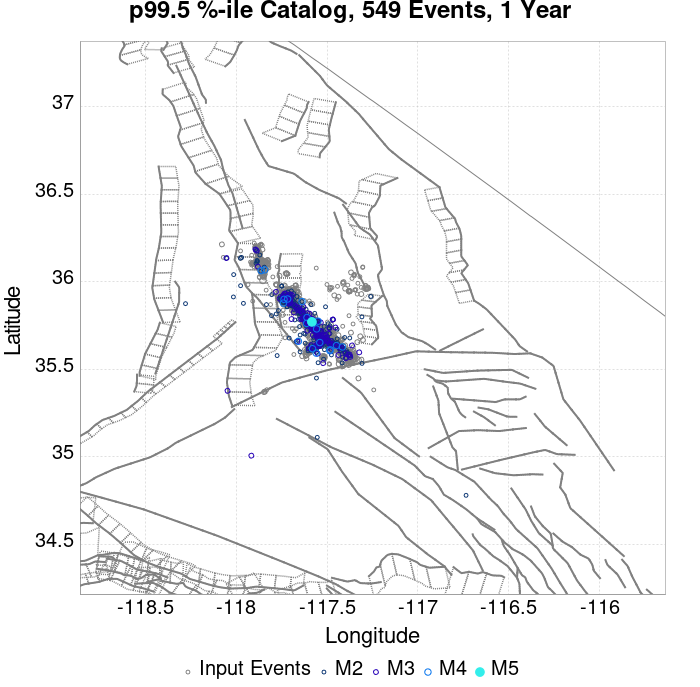 p99.5 %-ile Catalog, 549 Events, 1 Year
37
36.5
36
35.5
35
34.5
Latitude
-118.5 -118 -117.5 -117 -116.5 -116
Longitude
Input Events M2 M3 M4 M5